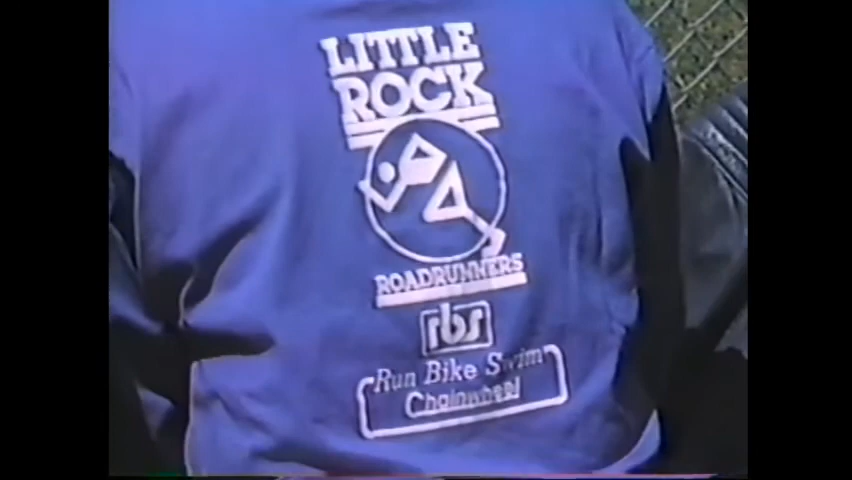 LITTLE
ROCK
ROADRUNNERS
rbs
Run Bike Swim
Chainwheel